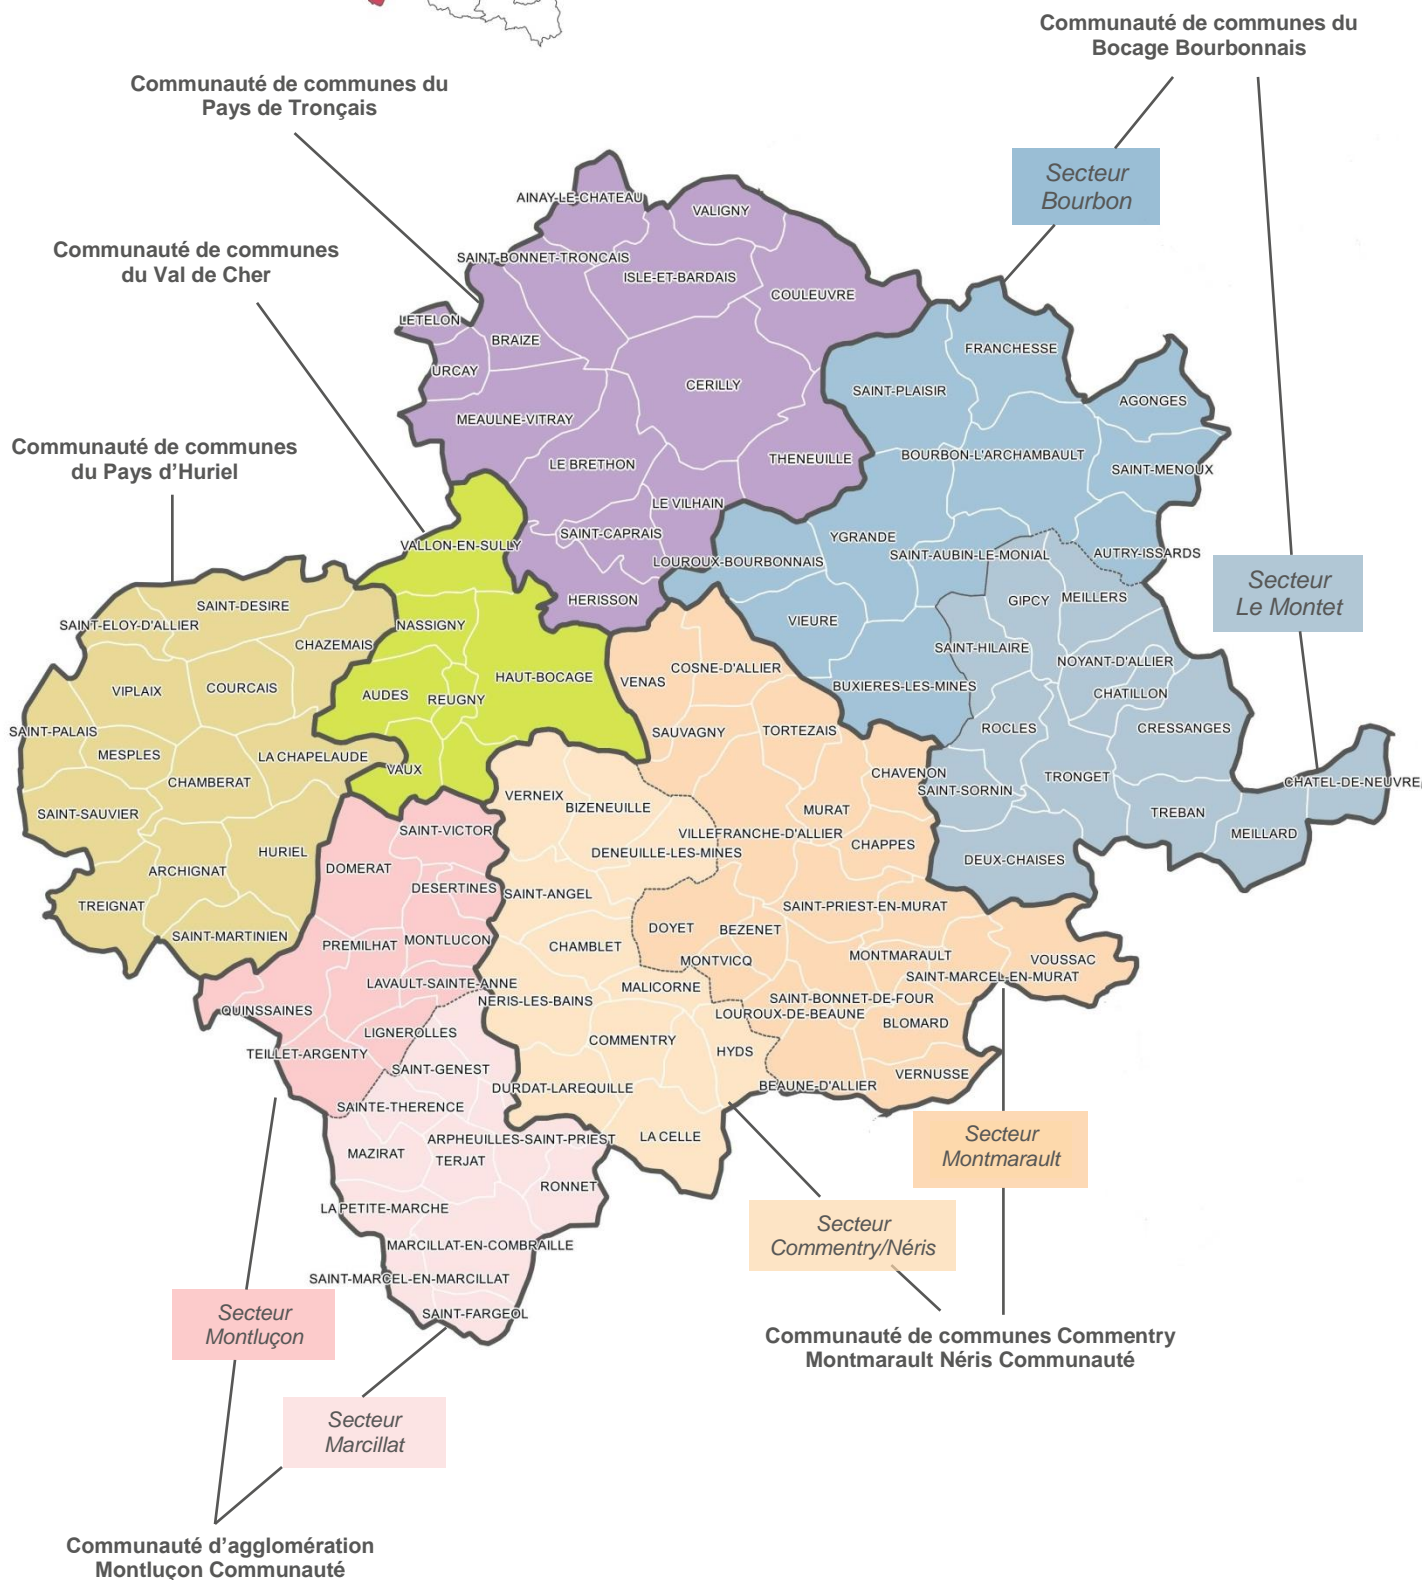 Communauté de communes du
Bocage Bourbonnais
Communauté de communes du
Pays de Tronçais
Secteur
Bourbon
AINAY-LE-CHATEAU
VALIGNY
Communauté de communes
du Val de Cher
SAINT-BONNET-TRONCAIS
ISLE-ET-BARDAIS
COULEUVRE
LETELON
BRAIZE
FRANCHESSE
URCAY
CERILLY
SAINT-PLAISIR
AGONGES
MEAULNE-VITRAY
Communauté de communes
du Pays d’Huriel
LE BRETHON
THENEUILLE
BOURBON-L'ARCHAMBAULT
SAINT-MENOUX
LE VILHAIN
SAINT-CAPRAIS
YGRANDE
VALLON-EN-SULLY
LOUROUX-BOURBONNAIS
SAINT-AUBIN-LE-MONIAL
AUTRY-ISSARDS
Secteur
Le Montet
HERISSON
GIPCY
MEILLERS
SAINT-DESIRE
SAINT-ELOY-D'ALLIER
NASSIGNY
VIEURE
CHAZEMAIS
SAINT-HILAIRE
NOYANT-D'ALLIER
COSNE-D'ALLIER
HAUT-BOCAGE
VENAS
VIPLAIX
COURCAIS
AUDES
REUGNY
BUXIERES-LES-MINES
CHATILLON
SAINT-PALAIS
SAUVAGNY
TORTEZAIS
ROCLES
CRESSANGES
MESPLES
LA CHAPELAUDE
VAUX
CHAMBERAT
CHAVENON
TRONGET
CHATEL-DE-NEUVRE
SAINT-SORNIN
VERNEIX
BIZENEUILLE
SAINT-SAUVIER
MURAT
TREBAN
SAINT-VICTOR
VILLEFRANCHE-D'ALLIER
MEILLARD
CHAPPES
HURIEL
DENEUILLE-LES-MINES
DEUX-CHAISES
ARCHIGNAT
DOMERAT
DESERTINES
SAINT-ANGEL
TREIGNAT
SAINT-PRIEST-EN-MURAT
DOYET
BEZENET
SAINT-MARTINIEN
PREMILHAT
MONTLUCON
CHAMBLET
MONTVICQ
MONTMARAULT
VOUSSAC
SAINT-MARCEL-EN-MURAT
LAVAULT-SAINTE-ANNE
MALICORNE
NERIS-LES-BAINS
SAINT-BONNET-DE-FOUR
QUINSSAINES
LOUROUX-DE-BEAUNE
BLOMARD
LIGNEROLLES
COMMENTRY
TEILLET-ARGENTY
HYDS
SAINT-GENEST
VERNUSSE
DURDAT-LAREQUILLE
BEAUNE-D'ALLIER
SAINTE-THERENCE
LA CELLE
ARPHEUILLES-SAINT-PRIEST
Secteur
Montmarault
MAZIRAT
TERJAT
RONNET
LA PETITE-MARCHE
Secteur
Commentry/Néris
MARCILLAT-EN-COMBRAILLE
SAINT-MARCEL-EN-MARCILLAT
SAINT-FARGEOL
Secteur
Montluçon
Communauté de communes Commentry
Montmarault Néris Communauté
Secteur
Marcillat
Communauté d’agglomération
Montluçon Communauté